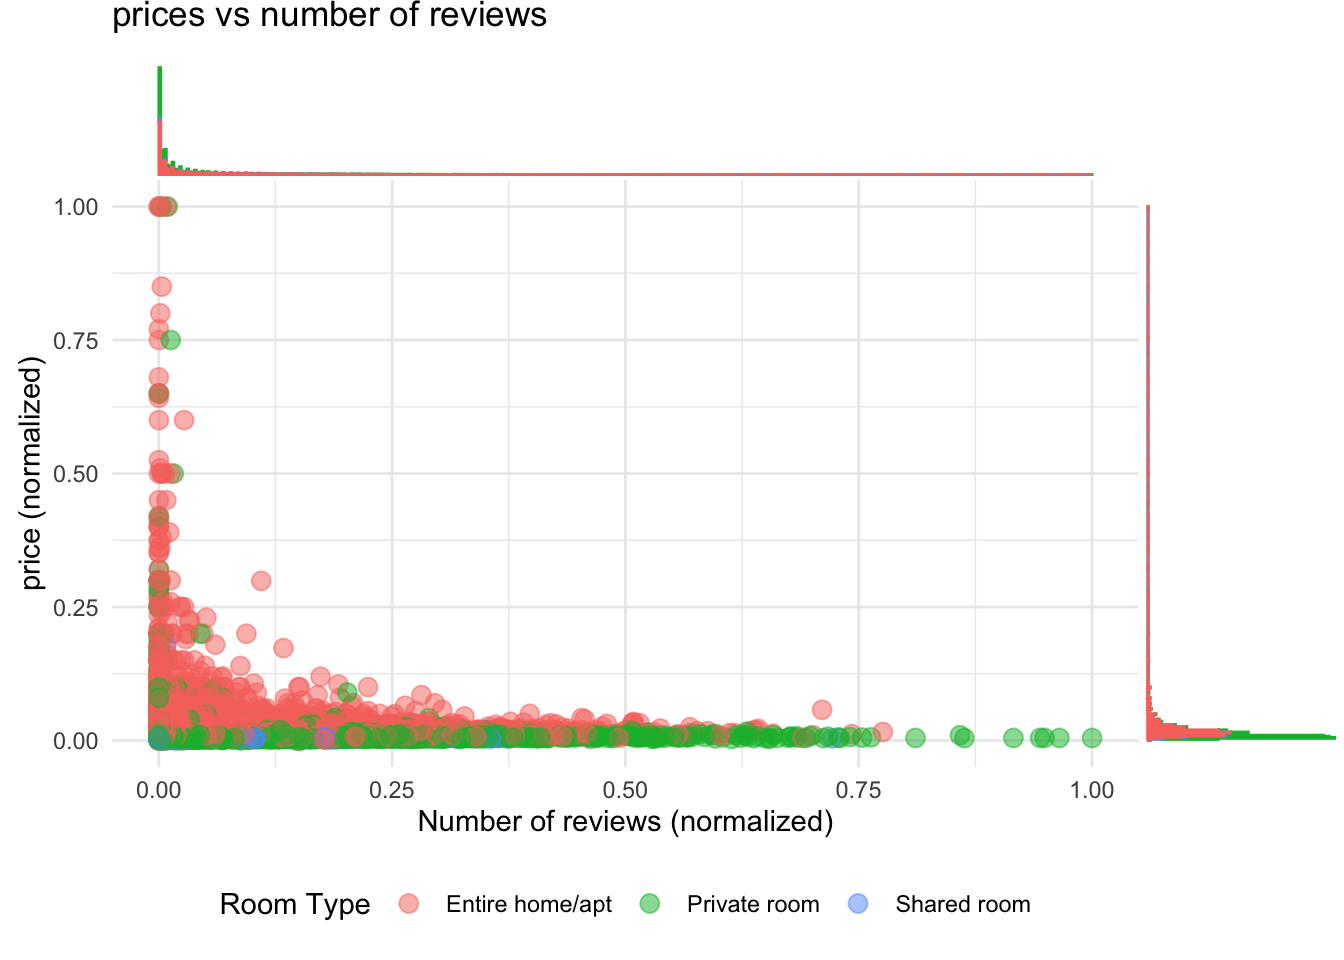 prices vs number of reviews
1.00
0.75
0.50
0.25
0.00
price (normalized)
0.00 0.25 0.50 0.75 1.00
Number of reviews (normalized)
Room Type Entire home/apt Private room Shared room